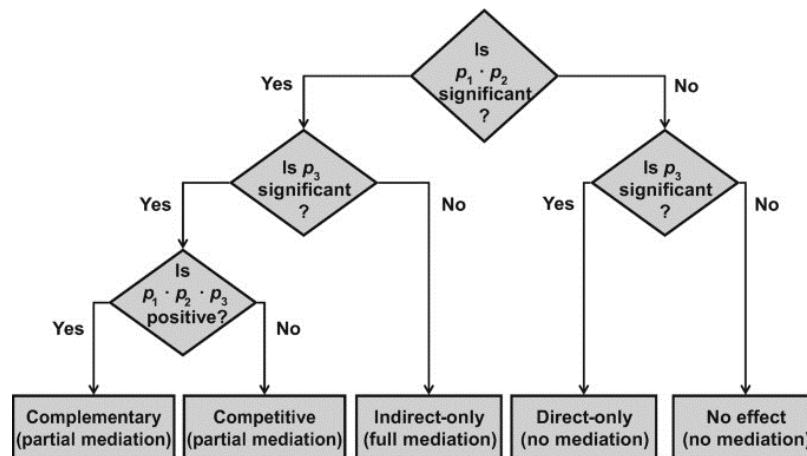 Is
p₁ · p₂
significant
?
Yes
No
Is p₃
significant
?
Is p₃
significant
?
Yes
No
Yes
No
Is
p₁ · p₂ · p₃
positive?
Yes
No
Complementary
(partial mediation)
Competitive
(partial mediation)
Indirect-only
(full mediation)
Direct-only
(no mediation)
No effect
(no mediation)